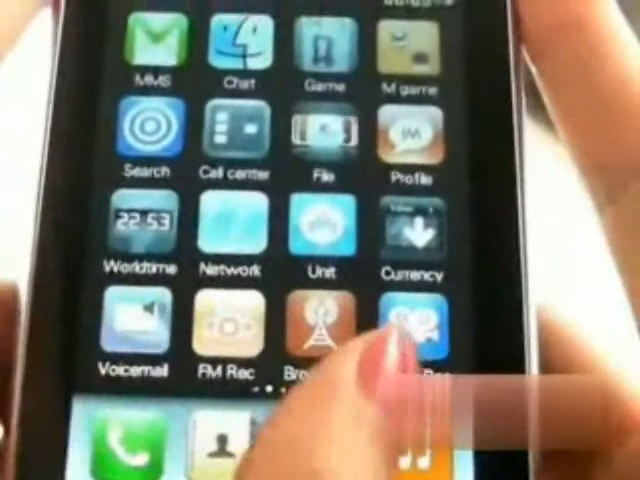 MMS Chat Game M game
Search Call center File Profile
22 53
Worldtime Network Unit Currency
Voicemail FM Rec